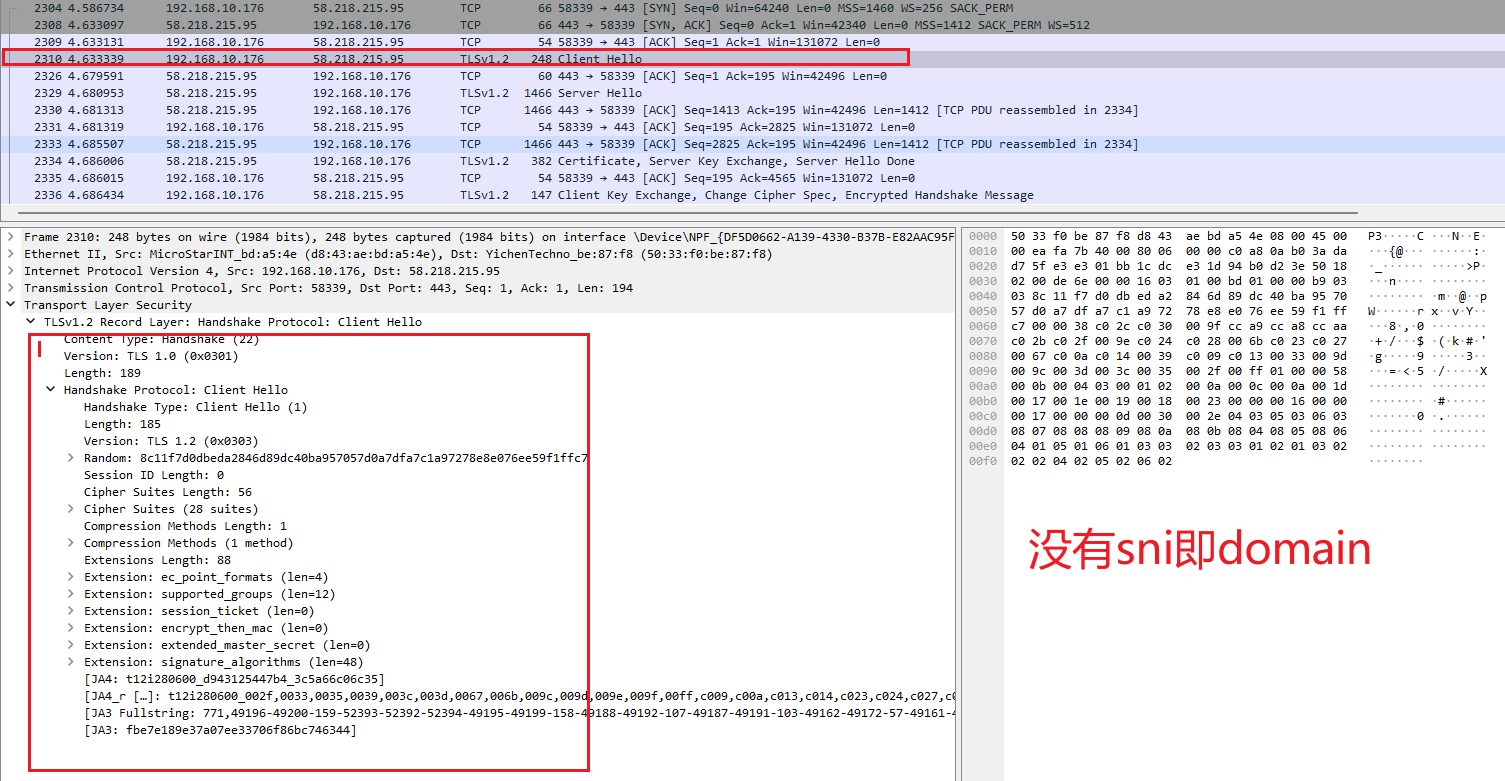 2304 4.586734 192.168.10.176 58.218.215.95 TCP 66 58339 → 443 [SYN] Seq=0 Win=64240 Len=0 MSS=1460 WS=256 SACK_PERM
2308 4.633097 58.218.215.95 192.168.10.176 TCP 66 443 → 58339 [SYN, ACK] Seq=0 Ack=1 Win=42340 Len=0 MSS=1412 SACK_PERM WS=512
2309 4.633131 192.168.10.176 58.218.215.95 TCP 54 58339 → 443 [ACK] Seq=1 Ack=1 Win=131072 Len=0
2310 4.633339 192.168.10.176 58.218.215.95 TLSv1.2 248 Client Hello
2326 4.679591 58.218.215.95 192.168.10.176 TCP 60 443 → 58339 [ACK] Seq=1 Ack=195 Win=42496 Len=0
2329 4.680953 58.218.215.95 192.168.10.176 TLSv1.2 1466 Server Hello
2330 4.681313 58.218.215.95 192.168.10.176 TCP 1466 443 → 58339 [ACK] Seq=1413 Ack=195 Win=42496 Len=1412 [TCP PDU reassembled in 2334]
2331 4.681319 192.168.10.176 58.218.215.95 TCP 54 58339 → 443 [ACK] Seq=195 Ack=2825 Win=131072 Len=0
2333 4.685507 58.218.215.95 192.168.10.176 TCP 1466 443 → 58339 [ACK] Seq=2825 Ack=195 Win=42496 Len=1412 [TCP PDU reassembled in 2334]
2334 4.686006 58.218.215.95 192.168.10.176 TLSv1.2 382 Certificate, Server Key Exchange, Server Hello Done
2335 4.686015 192.168.10.176 58.218.215.95 TCP 54 58339 → 443 [ACK] Seq=195 Ack=4565 Win=131072 Len=0
2336 4.686434 192.168.10.176 58.218.215.95 TLSv1.2 147 Client Key Exchange, Change Cipher Spec, Encrypted Handshake Message
Frame 2310: 248 bytes on wire (1984 bits), 248 bytes captured (1984 bits) on interface \Device\NPF_{DF5D0662-A139-4330-B37B-E82AAC95F
Ethernet II, Src: MicroStarINT_bd:a5:4e (d8:43:ae:bd:a5:4e), Dst: YichenTechno_be:87:f8 (50:33:f0:be:87:f8)
Internet Protocol Version 4, Src: 192.168.10.176, Dst: 58.218.215.95
Transmission Control Protocol, Src Port: 58339, Dst Port: 443, Seq: 1, Ack: 1, Len: 194
Transport Layer Security
TLSv1.2 Record Layer: Handshake Protocol: Client Hello
Content Type: Handshake (22)
Version: TLS 1.0 (0x0301)
Length: 189
Handshake Protocol: Client Hello
Handshake Type: Client Hello (1)
Length: 185
Version: TLS 1.2 (0x0303)
Random: 8c11f7d0dbeda2846d89dc40ba957057d0a7dfa7c1a97278e8e076ee59f1ffc7
Session ID Length: 0
Cipher Suites Length: 56
Cipher Suites (28 suites)
Compression Methods Length: 1
Compression Methods (1 method)
Extensions Length: 88
Extension: ec_point_formats (len=4)
Extension: supported_groups (len=12)
Extension: session_ticket (len=0)
Extension: encrypt_then_mac (len=0)
Extension: extended_master_secret (len=0)
Extension: signature_algorithms (len=48)
[JA4: t12i280600_d943125447b4_3c5a66c06c35]
[JA4_r […]: t12i280600_002f,0033,0035,0039,003c,003d,0067,006b,009c,009d,009e,009f,00ff,c009,c00a,c013,c014,c023,c024,c027,c0
[JA3 Fullstring: 771,49196-49200-159-52393-52392-52394-49195-49199-158-49188-49192-107-49187-49191-103-49162-49172-57-49161-4
[JA3: fbe7e189e37a07ee33706f86bc746344]
0000 50 33 f0 be 87 f8 d8 43 ae bd a5 4e 08 00 45 00 P3·····C ···N··E·
0010 00 ea fa 7b 40 00 80 06 00 00 c0 a8 0a b0 3a da ···{@··· ······:·
0020 d7 5f e3 e3 01 bb 1c dc e3 1d 94 b0 d2 3e 50 18 ·_······ ·····>P·
0030 02 00 de 6e 00 00 16 03 01 00 bd 01 00 00 b9 03 ···n···· ········
0040 03 8c 11 f7 d0 db ed a2 84 6d 89 dc 40 ba 95 70 ········ ·m··@··p
0050 57 d0 a7 df a7 c1 a9 72 78 e8 e0 76 ee 59 f1 ff W······r x··v·Y··
0060 c7 00 00 38 c0 2c c0 30 00 9f cc a9 cc a8 cc aa ···8·,·0 ········
0070 c0 2b c0 2f 00 9e c0 24 c0 28 00 6b c0 23 c0 27 ·+·/···$ ·(·k·#·'
0080 00 67 c0 0a c0 14 00 39 c0 09 c0 13 00 33 00 9d ·g·····9 ·····3··
0090 00 9c 00 3d 00 3c 00 35 00 2f 00 ff 01 00 00 58 ···=·<·5 ·/·····X
00a0 00 0b 00 04 03 00 01 02 00 0a 00 0c 00 0a 00 1d ········ ········
00b0 00 17 00 1e 00 19 00 18 00 23 00 00 00 16 00 00 ········ ·#······
00c0 00 17 00 00 00 0d 00 30 00 2e 04 03 05 03 06 03 ·······0 ·.······
00d0 08 07 08 08 08 09 08 0a 08 0b 08 04 08 05 08 06 ········ ········
00e0 04 01 05 01 06 01 03 03 02 03 03 01 02 01 03 02 ········ ········
00f0 02 02 04 02 05 02 06 02 ········
没有sni即domain